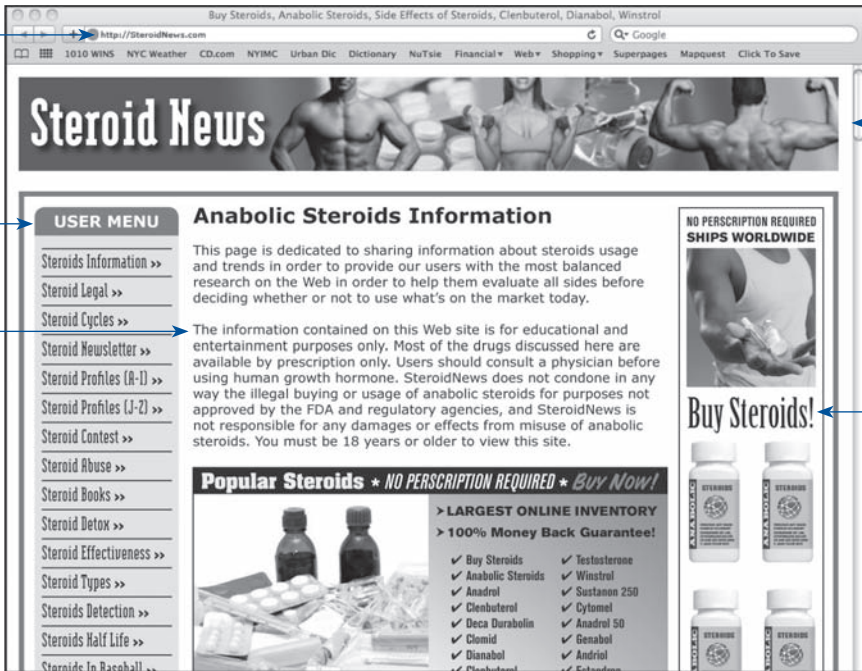 Buy Steroids, Anabolic Steroids, Side Effects of Steroids, Clenbuterol, Dianabol, Winstrol
http://SteroidNews.com
Google
1010 WINS NYC Weather CD.com NYIMC Urban Dic Dictionary NuTsie Financial Web Shopping Superpages Mapquest Click To Save
Steroid News
USER MENU
Steroids Information »
Steroid Legal »
Steroid Cycles »
Steroid Newsletter »
Steroid Profiles (A-I) »
Steroid Profiles (J-Z) »
Steroid Contest »
Steroid Abuse »
Steroid Books »
Steroid Detox »
Steroid Effectiveness »
Steroid Types »
Steroids Detection »
Steroids Half Life »
Steroids In Baseball »
Anabolic Steroids Information
This page is dedicated to sharing information about steroids usage
and trends in order to provide our users with the most balanced
research on the Web in order to help them evaluate all sides before
deciding whether or not to use what's on the market today.
The information contained on this Web site is for educational and
entertainment purposes only. Most of the drugs discussed here are
available by prescription only. Users should consult a physician before
using human growth hormone. SteroidNews does not condone in any
way the illegal buying or usage of anabolic steroids for purposes not
approved by the FDA and regulatory agencies, and SteroidNews is
not responsible for any damages or effects from misuse of anabolic
steroids. You must be 18 years or older to view this site.
Popular Steroids * NO PERSCRIPTION REQUIRED * Buy Now!
LARGEST ONLINE INVENTORY
100% Money Back Guarantee!
✔ Buy Steroids
✔ Anabolic Steroids
✔ Anadrol
✔ Clenbuterol
✔ Deca Durabolin
✔ Clomid
✔ Dianabol
✔ Clenbuterol
✔ Testosterone
✔ Winstrol
✔ Sustanon 250
✔ Cytomel
✔ Anadrol 50
✔ Genabol
✔ Andriol
NO PERSCRIPTION REQUIRED
SHIPS WORLDWIDE
Buy Steroids!
STEROIDS
ANABOLIC
STEROIDS
ANABOLIC
STEROIDS
STEROIDS